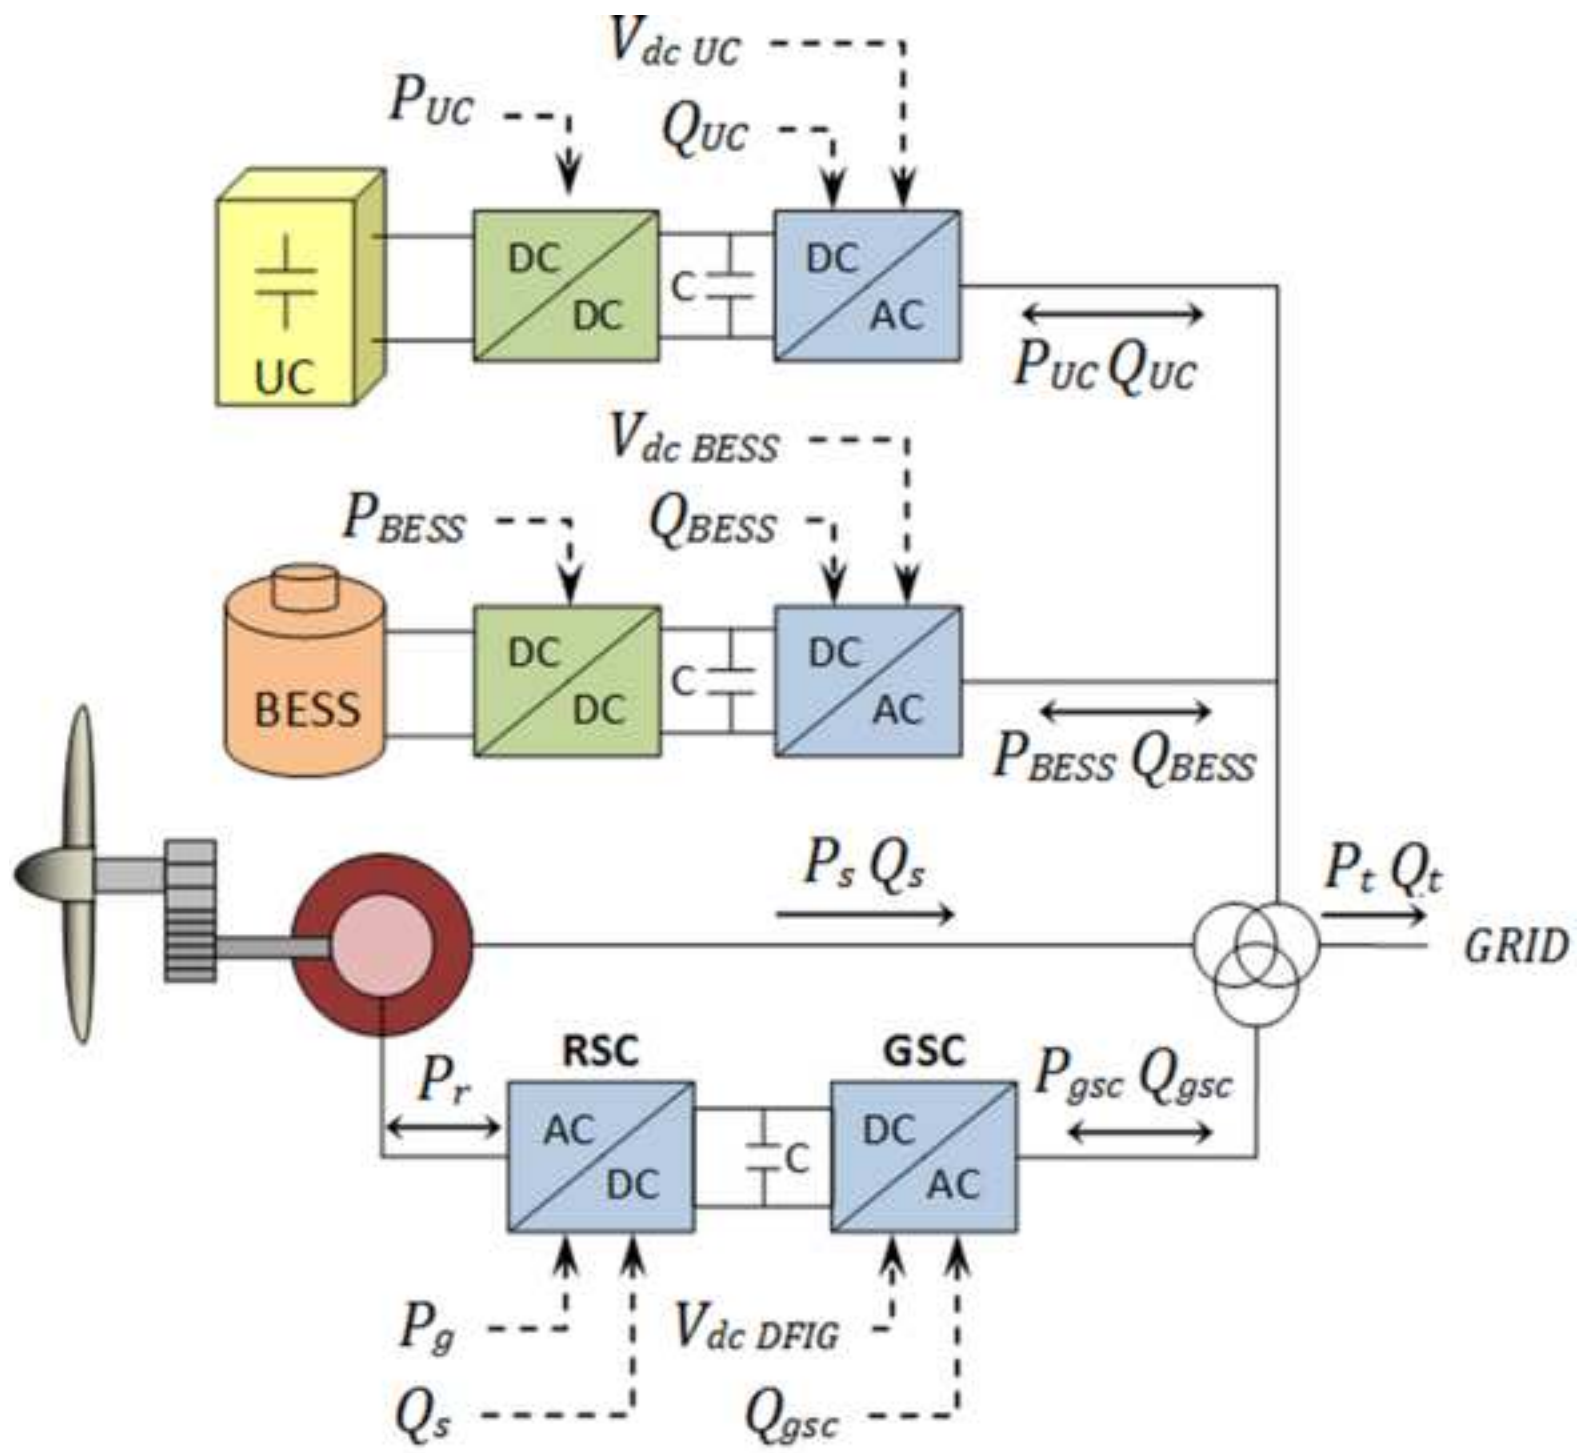 V_dc UC
P_UC
Q_UC
DC
DC
C
DC
AC
UC
P_UC Q_UC
V_dc BESS
P_BESS
Q_BESS
DC
DC
C
DC
AC
BESS
P_BESS Q_BESS
P_s Q_s
P_t Q_t
GRID
RSC
GSC
P_r
P_gsc Q_gsc
AC
DC
C
DC
AC
P_g
V_dc DFIG
Q_s
Q_gsc